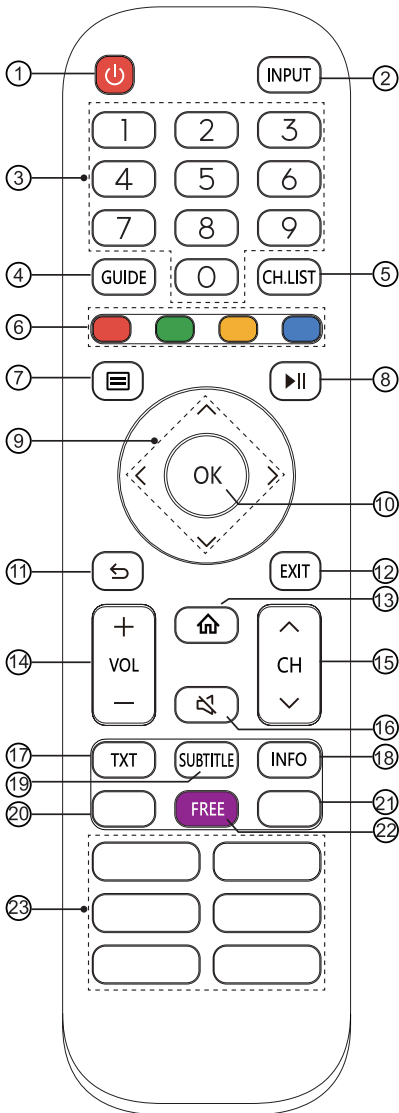 ① INPUT ②
1 2 3
③ 4 5 6
7 8 9
④ GUIDE 0 CH.LIST ⑤
⑥
⑦ ⑧
⑨
OK
⑩
⑪ EXIT ⑫
⑬
+
⑭ VOL CH ⑮
−
⑯
⑰ TXT SUBTITLE INFO ⑱
⑲
⑳ FREE ㉑
㉒
㉓